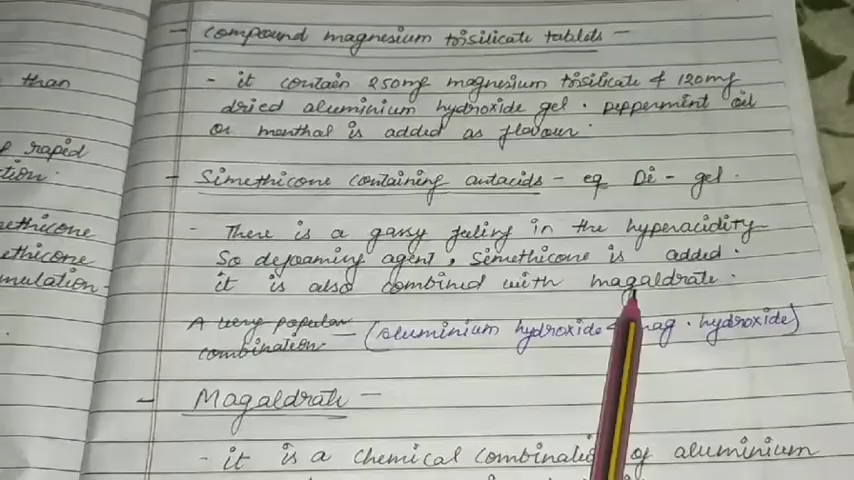 than
f rapid
tion.
ethicone
ethicone
mulation
- Compound magnesium trisilicate tablets -
- it contain 250mg magnesium trisilicate & 120mg
dried aluminium hydroxide gel. peppermint oil
or menthal is added as flavour.
- Simethicone containing antacids - eg Di-gel.
- There is a gassy feeling in the hyperacidity
So defoaming agent, simethicone is added.
it is also combined with magaldrate.
A very popular
combination - (aluminium hydroxide & mag. hydroxide)
- Magaldrate -
- it is a chemical combination of aluminium